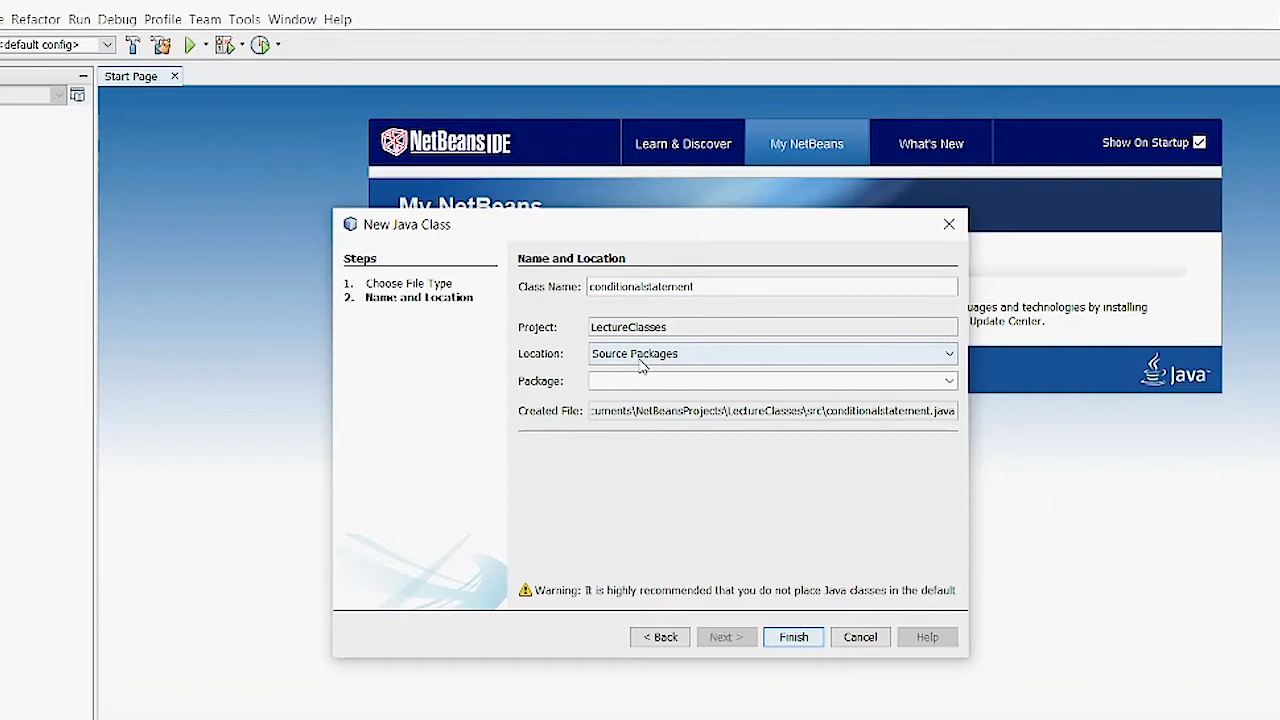 Refactor Run Debug Profile Team Tools Window Help
<default config>
Start Page
NetBeans IDE
Learn & Discover
My NetBeans
What's New
Show On Startup
My NetBeans
New Java Class
Steps
1. Choose File Type
2. Name and Location
Name and Location
Class Name: conditionalstatement
Project: LectureClasses
Location: Source Packages
Package:
Created File: :uments\NetBeansProjects\LectureClasses\src\conditionalstatement.java
Warning: It is highly recommended that you do not place Java classes in the default
< Back
Next >
Finish
Cancel
Help
uages and technologies by installing
Update Center.
Java